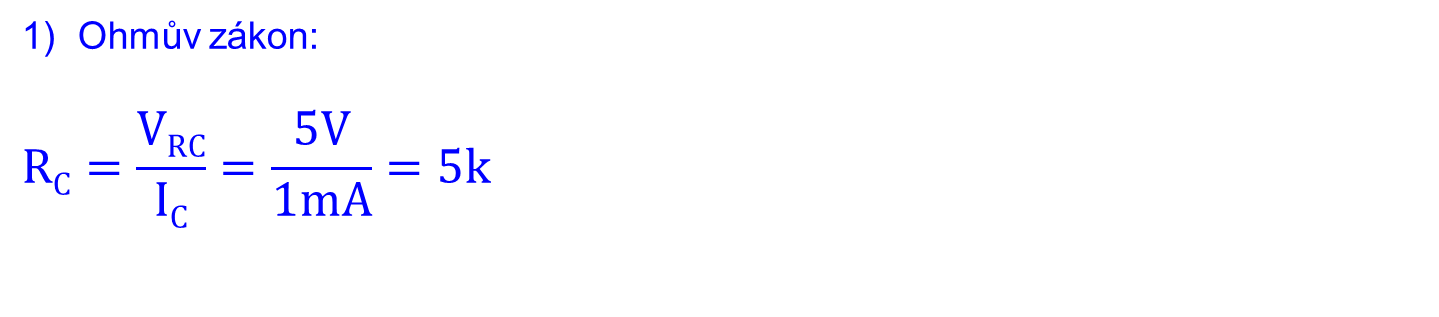 1) Ohmův zákon:
R_C = V_RC / I_C = 5V / 1mA = 5k